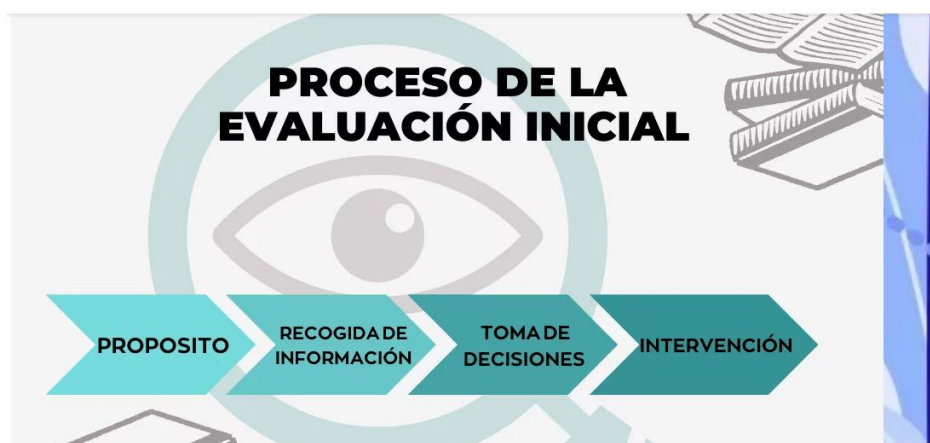 PROCESO DE LA
EVALUACIÓN INICIAL
PROPOSITO
RECOGIDA DE
INFORMACIÓN
TOMA DE
DECISIONES
INTERVENCIÓN